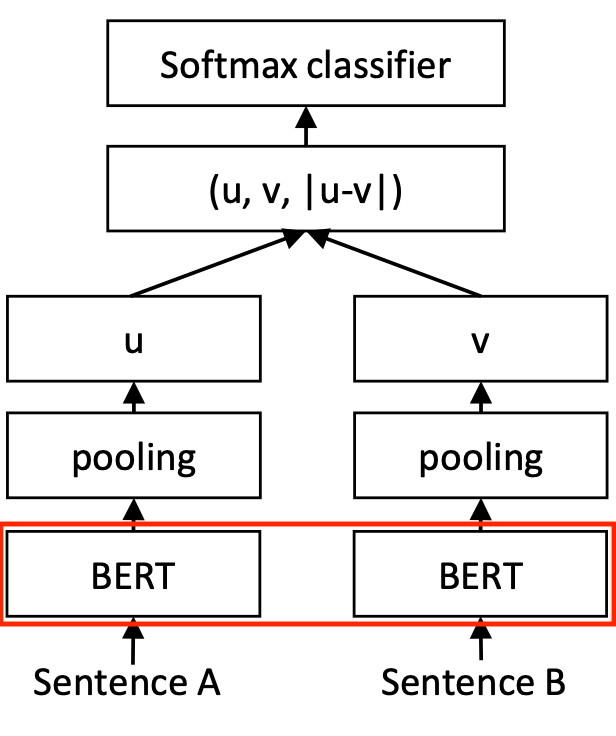 Softmax classifier
(u, v, |u-v|)
u
v
pooling
pooling
BERT
BERT
Sentence A
Sentence B